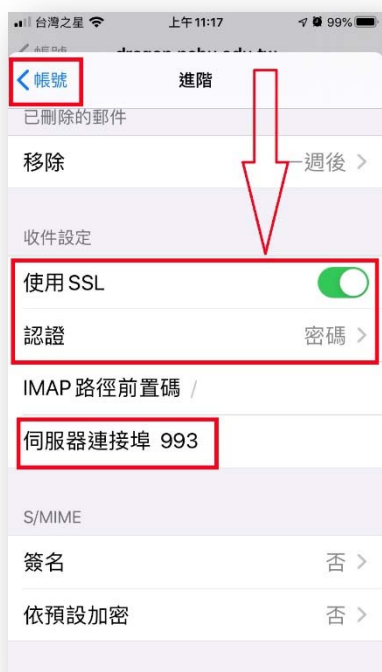 台灣之星 上午11:17 99%
進階
帳號
已刪除的郵件
移除 一週後
收件設定
使用 SSL
認證 密碼
IMAP 路徑前置碼 /
伺服器連接埠 993
S/MIME
簽名 否
依預設加密 否